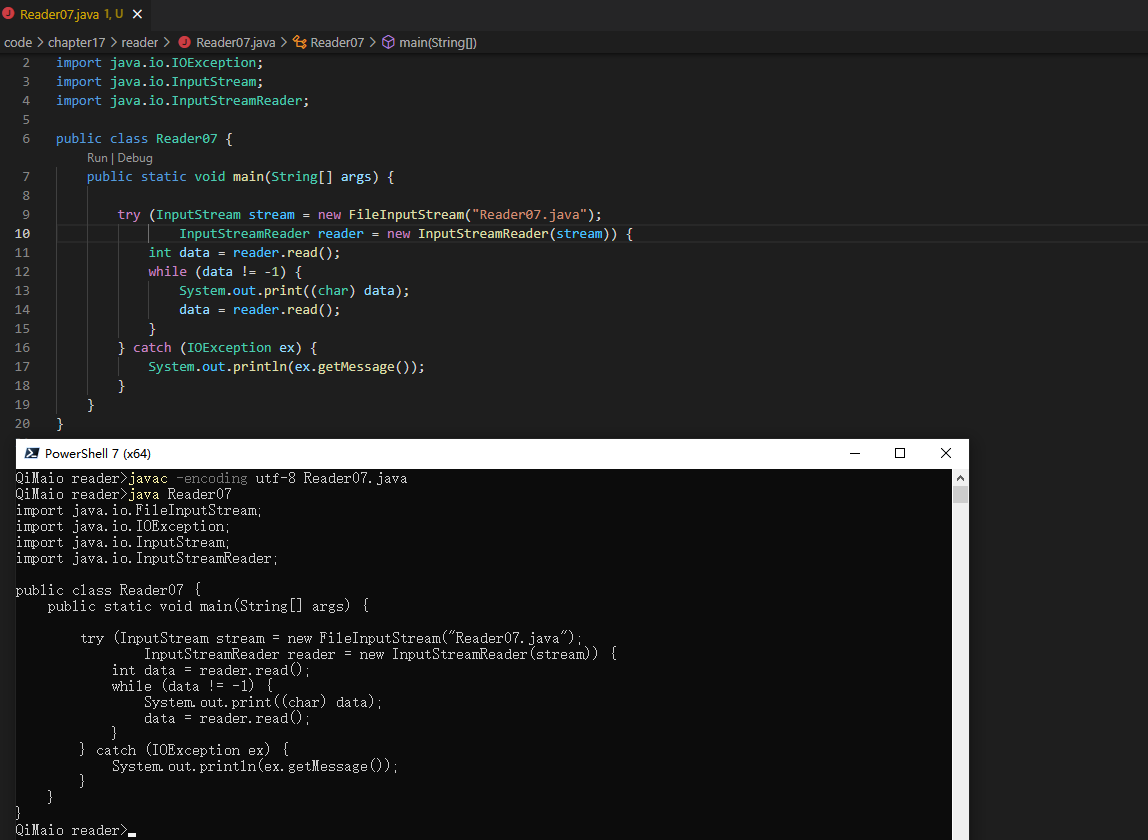 Reader07.java 1, U
code > chapter17 > reader > Reader07.java > Reader07 > main(String[])
2 import java.io.IOException;
3 import java.io.InputStream;
4 import java.io.InputStreamReader;
5
6 public class Reader07 {
Run | Debug
7 public static void main(String[] args) {
8
9 try (InputStream stream = new FileInputStream("Reader07.java");
10 InputStreamReader reader = new InputStreamReader(stream)) {
11 int data = reader.read();
12 while (data != -1) {
13 System.out.print((char) data);
14 data = reader.read();
15 }
16 } catch (IOException ex) {
17 System.out.println(ex.getMessage());
18 }
19 }
20 }
PowerShell 7 (x64)
QiMaio reader>javac -encoding utf-8 Reader07.java
QiMaio reader>java Reader07
import java.io.FileInputStream;
import java.io.IOException;
import java.io.InputStream;
import java.io.InputStreamReader;

public class Reader07 {
    public static void main(String[] args) {

        try (InputStream stream = new FileInputStream("Reader07.java");
                InputStreamReader reader = new InputStreamReader(stream)) {
            int data = reader.read();
            while (data != -1) {
                System.out.print((char) data);
                data = reader.read();
            }
        } catch (IOException ex) {
            System.out.println(ex.getMessage());
        }
    }
}
QiMaio reader>